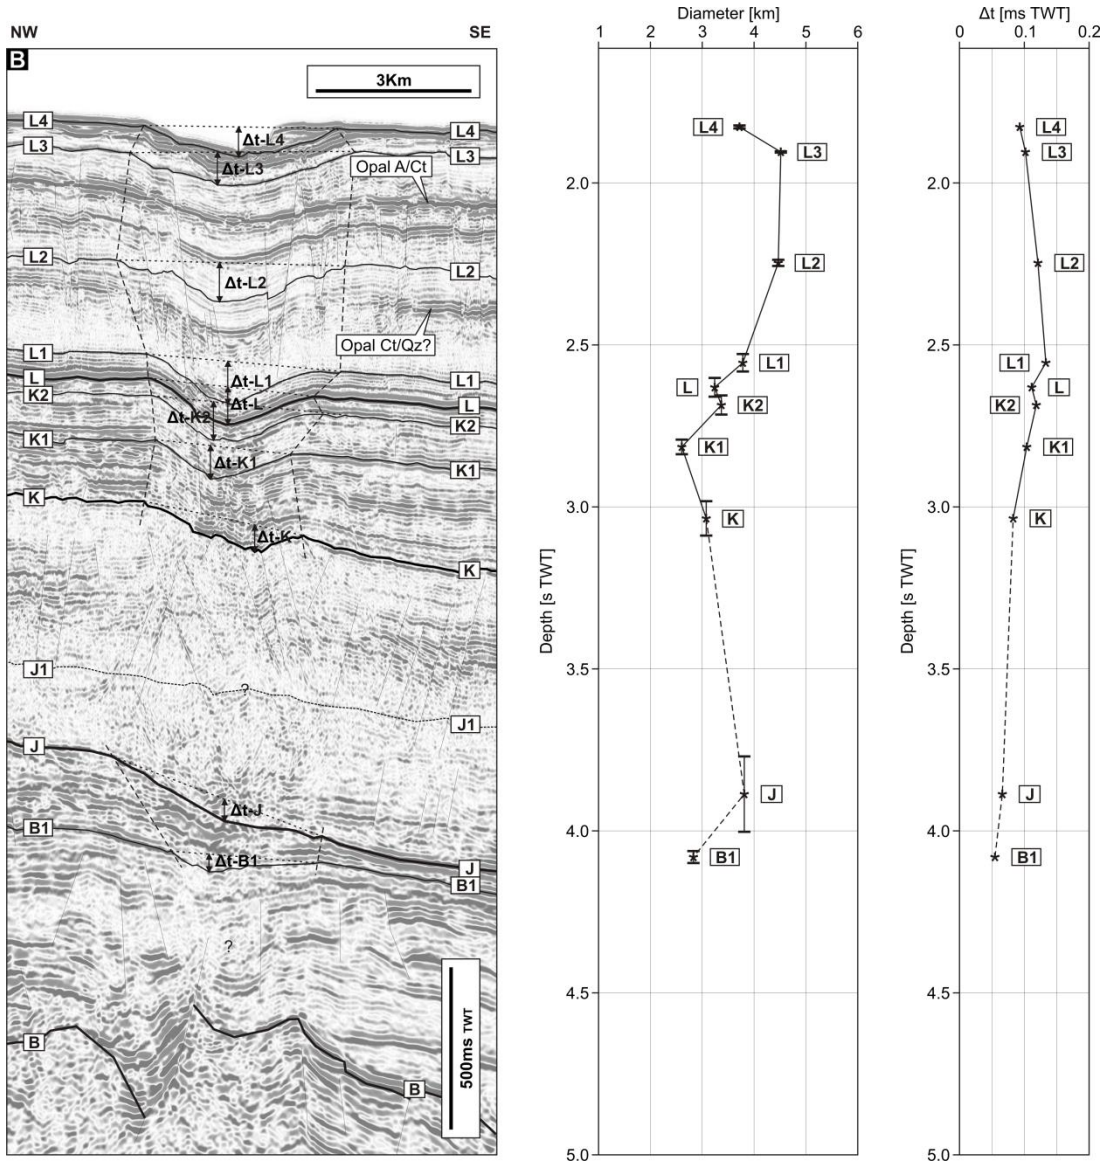 NW
SE
B
3Km
L4
L4
Δt-L4
L3
L3
Δt-L3
Opal A/Ct
L2
L2
Δt-L2
Opal Ct/Qz?
L1
L1
Δt-L1
L
L
Δt-L
K2
K2
Δt-K2
K1
K1
Δt-K1
K
K
Δt-K
J1
?
J1
J
J
Δt-J
B1
B1
Δt-B1
?
B
B
500ms TWT
Diameter [km]
1 2 3 4 5 6
Depth [s TWT]
2.0
2.5
3.0
3.5
4.0
4.5
5.0
L4
L3
L2
L1
L
K2
K1
K
J
B1
Δt [ms TWT]
0 0.1 0.2
Depth [s TWT]
2.0
2.5
3.0
3.5
4.0
4.5
5.0
L4
L3
L2
L1
L
K2
K1
K
J
B1